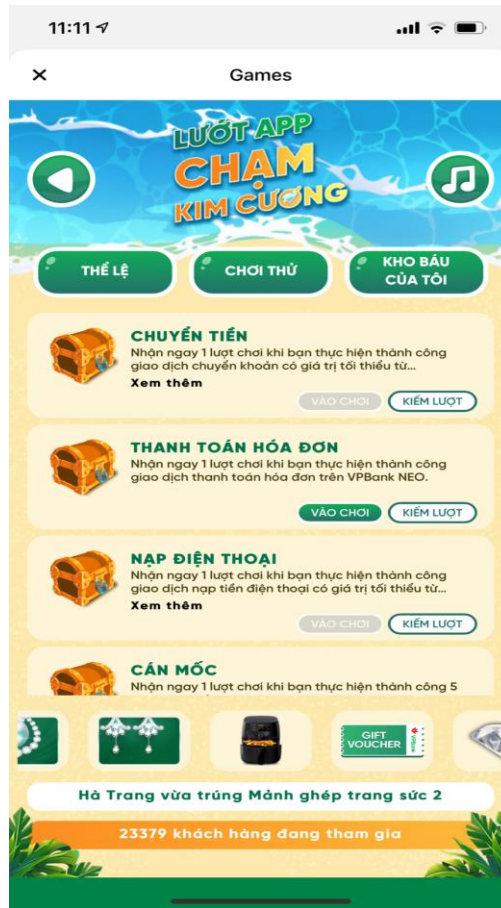 11:11
Games
LƯỚT APP
CHẠM
KIM CƯƠNG
THỂ LỆ
CHƠI THỬ
KHO BÁU
CỦA TÔI
CHUYỂN TIỀN
Nhận ngay 1 lượt chơi khi bạn thực hiện thành công
giao dịch chuyển khoản có giá trị tối thiểu từ...
Xem thêm
VÀO CHƠI
KIẾM LƯỢT
THANH TOÁN HÓA ĐƠN
Nhận ngay 1 lượt chơi khi bạn thực hiện thành công
giao dịch thanh toán hóa đơn trên VPBank NEO.
VÀO CHƠI
KIẾM LƯỢT
NẠP ĐIỆN THOẠI
Nhận ngay 1 lượt chơi khi bạn thực hiện thành công
giao dịch nạp tiền điện thoại có giá trị tối thiểu từ...
Xem thêm
VÀO CHƠI
KIẾM LƯỢT
CÁN MỐC
Nhận ngay 1 lượt chơi khi bạn thực hiện thành công 5
GIFT
VOUCHER
Hà Trang vừa trúng Mảnh ghép trang sức 2
23379 khách hàng đang tham gia